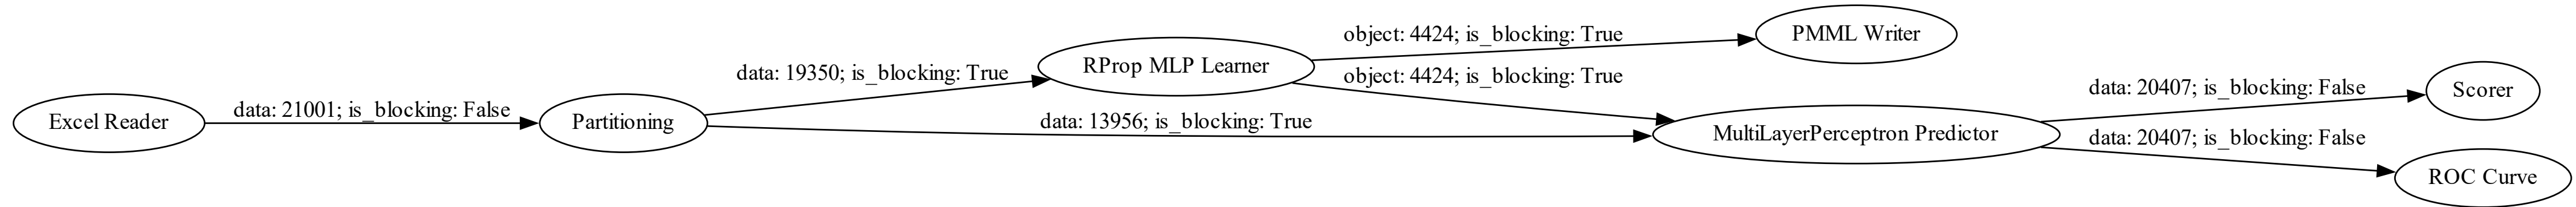 Excel Reader
data: 21001; is_blocking: False
Partitioning
data: 19350; is_blocking: True
data: 13956; is_blocking: True
RProp MLP Learner
object: 4424; is_blocking: True
object: 4424; is_blocking: True
PMML Writer
MultiLayerPerceptron Predictor
data: 20407; is_blocking: False
data: 20407; is_blocking: False
Scorer
ROC Curve